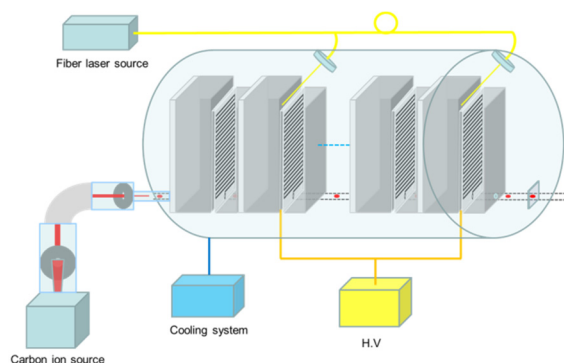 Fiber laser source
Cooling system
H.V
Carbon ion source